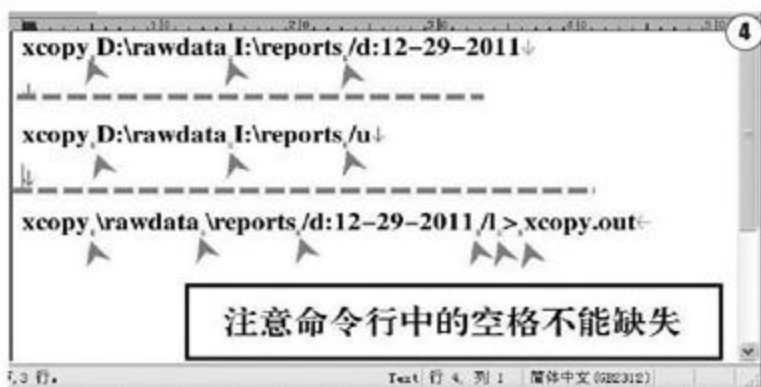 4
xcopy D:\rawdata I:\reports /d:12-29-2011↓
↓
xcopy D:\rawdata I:\reports /u↓
↓
xcopy \rawdata \reports /d:12-29-2011 /l > xcopy.out←
注意命令行中的空格不能缺失
,3 行。 Text 行 4, 列 1 简体中文(GB2312)